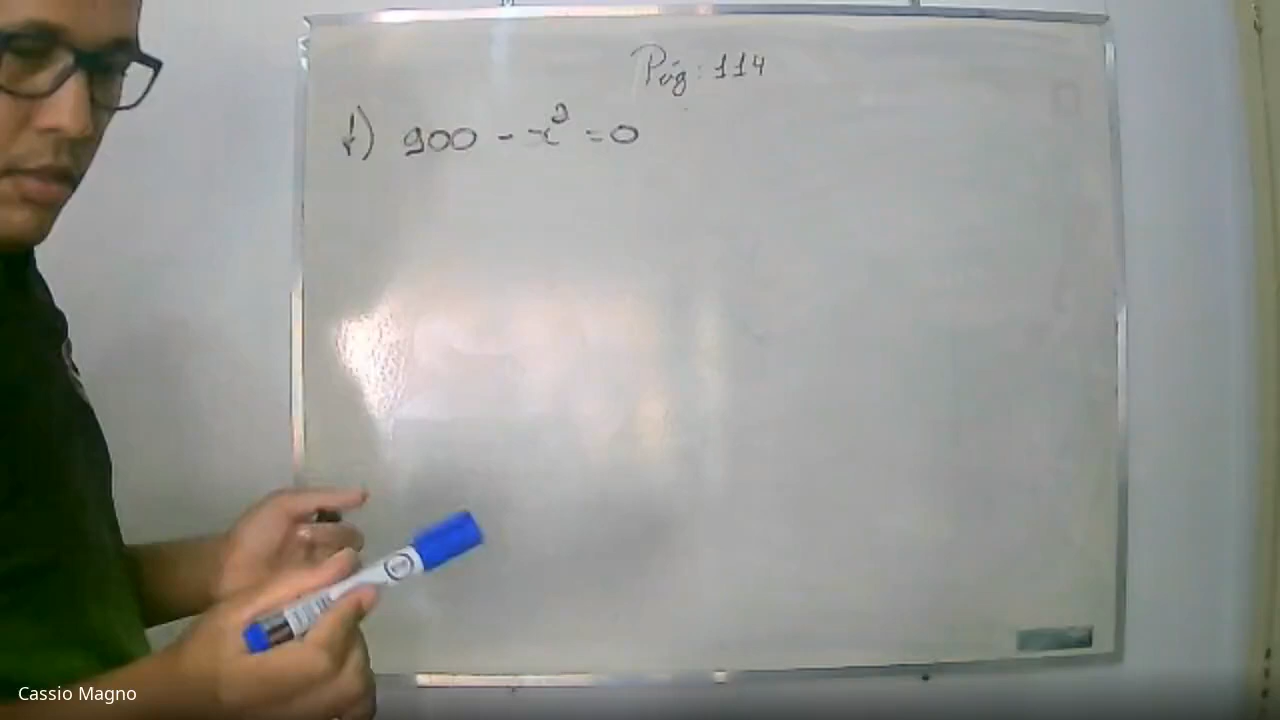 Pág: 114
f) 900 - x² = 0
Cassio Magno